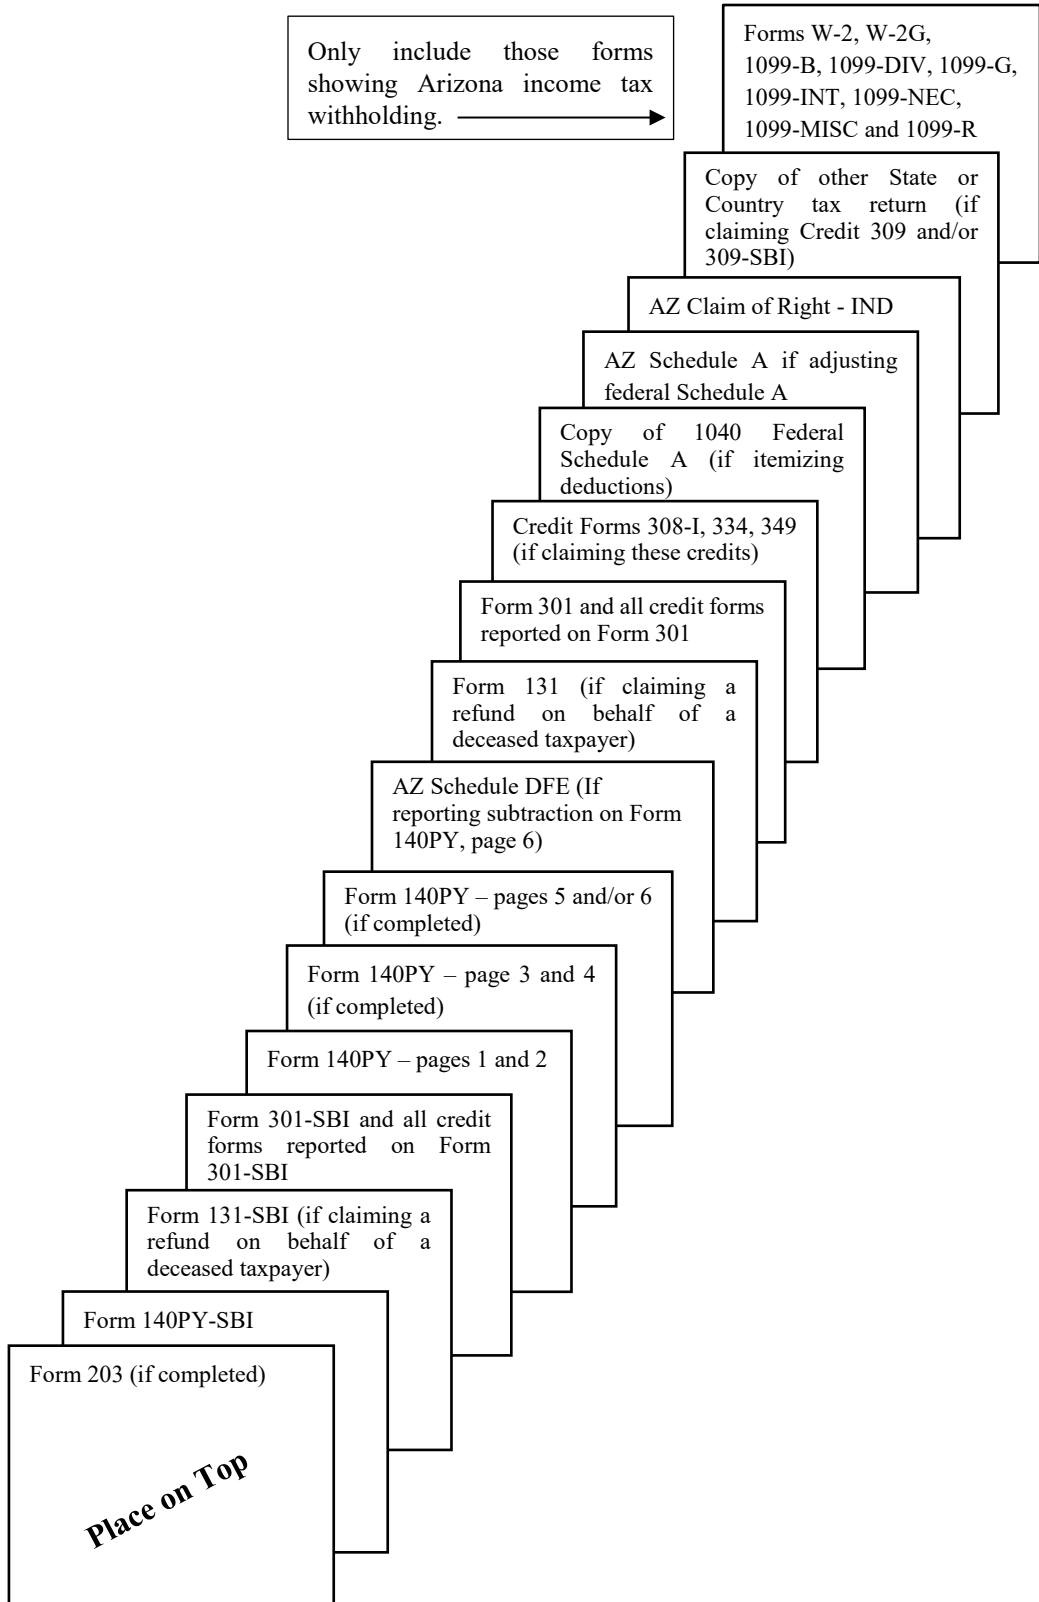 Only include those forms
showing Arizona income tax
withholding.
Forms W-2, W-2G,
1099-B, 1099-DIV, 1099-G,
1099-INT, 1099-NEC,
1099-MISC and 1099-R
Copy of other State or
Country tax return (if
claiming Credit 309 and/or
309-SBI)
AZ Claim of Right - IND
AZ Schedule A if adjusting
federal Schedule A
Copy of 1040 Federal
Schedule A (if itemizing
deductions)
Credit Forms 308-I, 334, 349
(if claiming these credits)
Form 301 and all credit forms
reported on Form 301
Form 131 (if claiming a
refund on behalf of a
deceased taxpayer)
AZ Schedule DFE (If
reporting subtraction on Form
140PY, page 6)
Form 140PY – pages 5 and/or 6
(if completed)
Form 140PY – page 3 and 4
(if completed)
Form 140PY – pages 1 and 2
Form 301-SBI and all credit
forms reported on Form
301-SBI
Form 131-SBI (if claiming a
refund on behalf of a
deceased taxpayer)
Form 140PY-SBI
Form 203 (if completed)
Place on Top